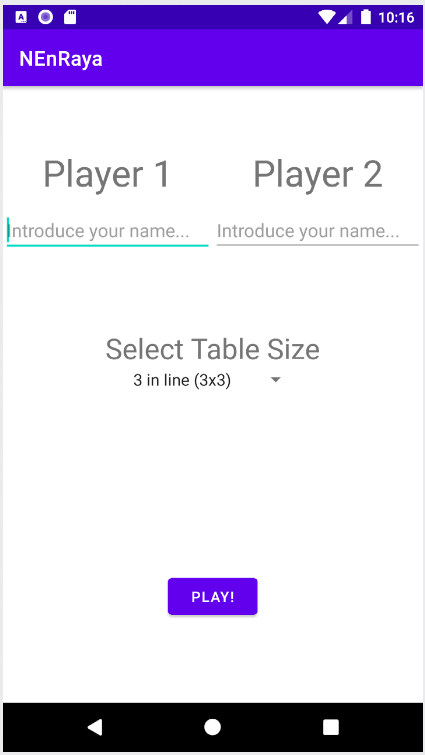 10:16
NEnRaya
Player 1 Player 2
Introduce your name... Introduce your name...
Select Table Size
3 in line (3x3)
PLAY!